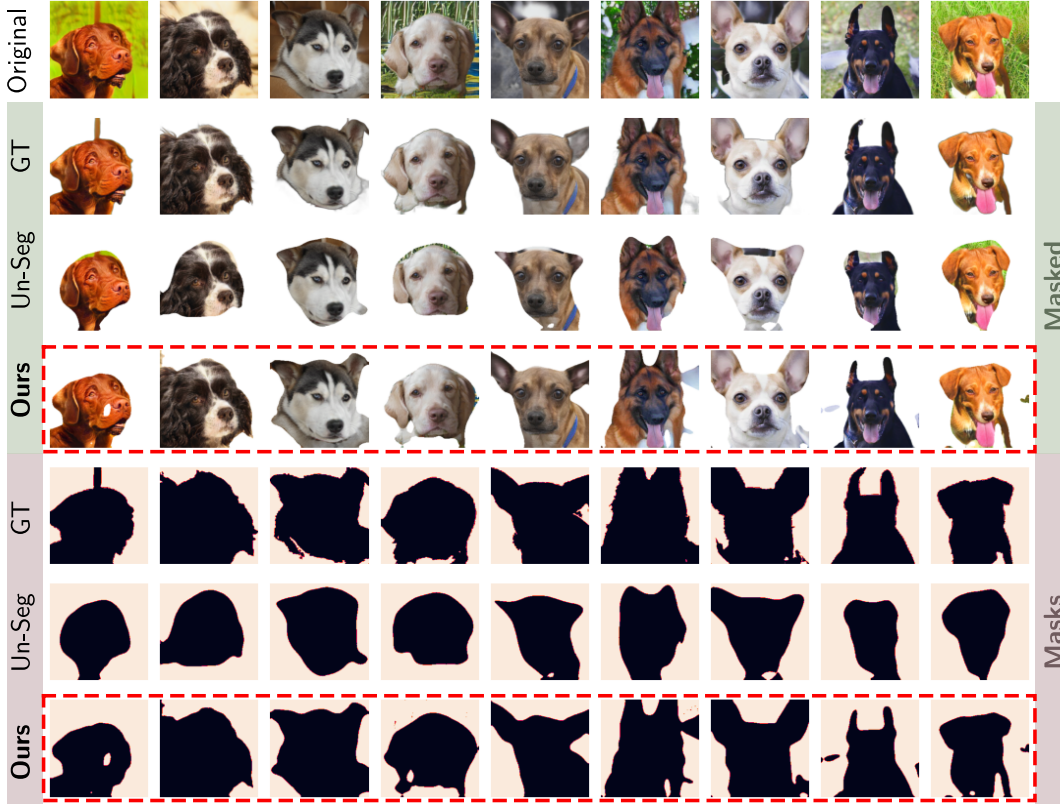 Original
GT
Un-Seg
Ours
Masked
GT
Un-Seg
Ours
Masks